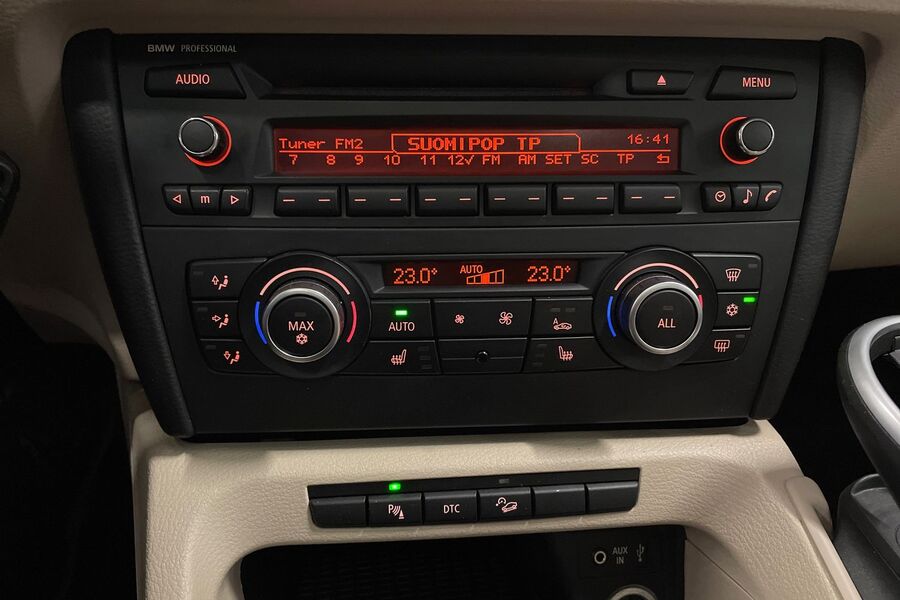 BMW PROFESSIONAL
AUDIO
MENU
Tuner FM2 SUOMIPOP TP 16:41
7 8 9 10 11 12✓ FM AM SET SC TP
m
23.0° AUTO 23.0°
MAX
AUTO
ALL
P DTC
AUX IN